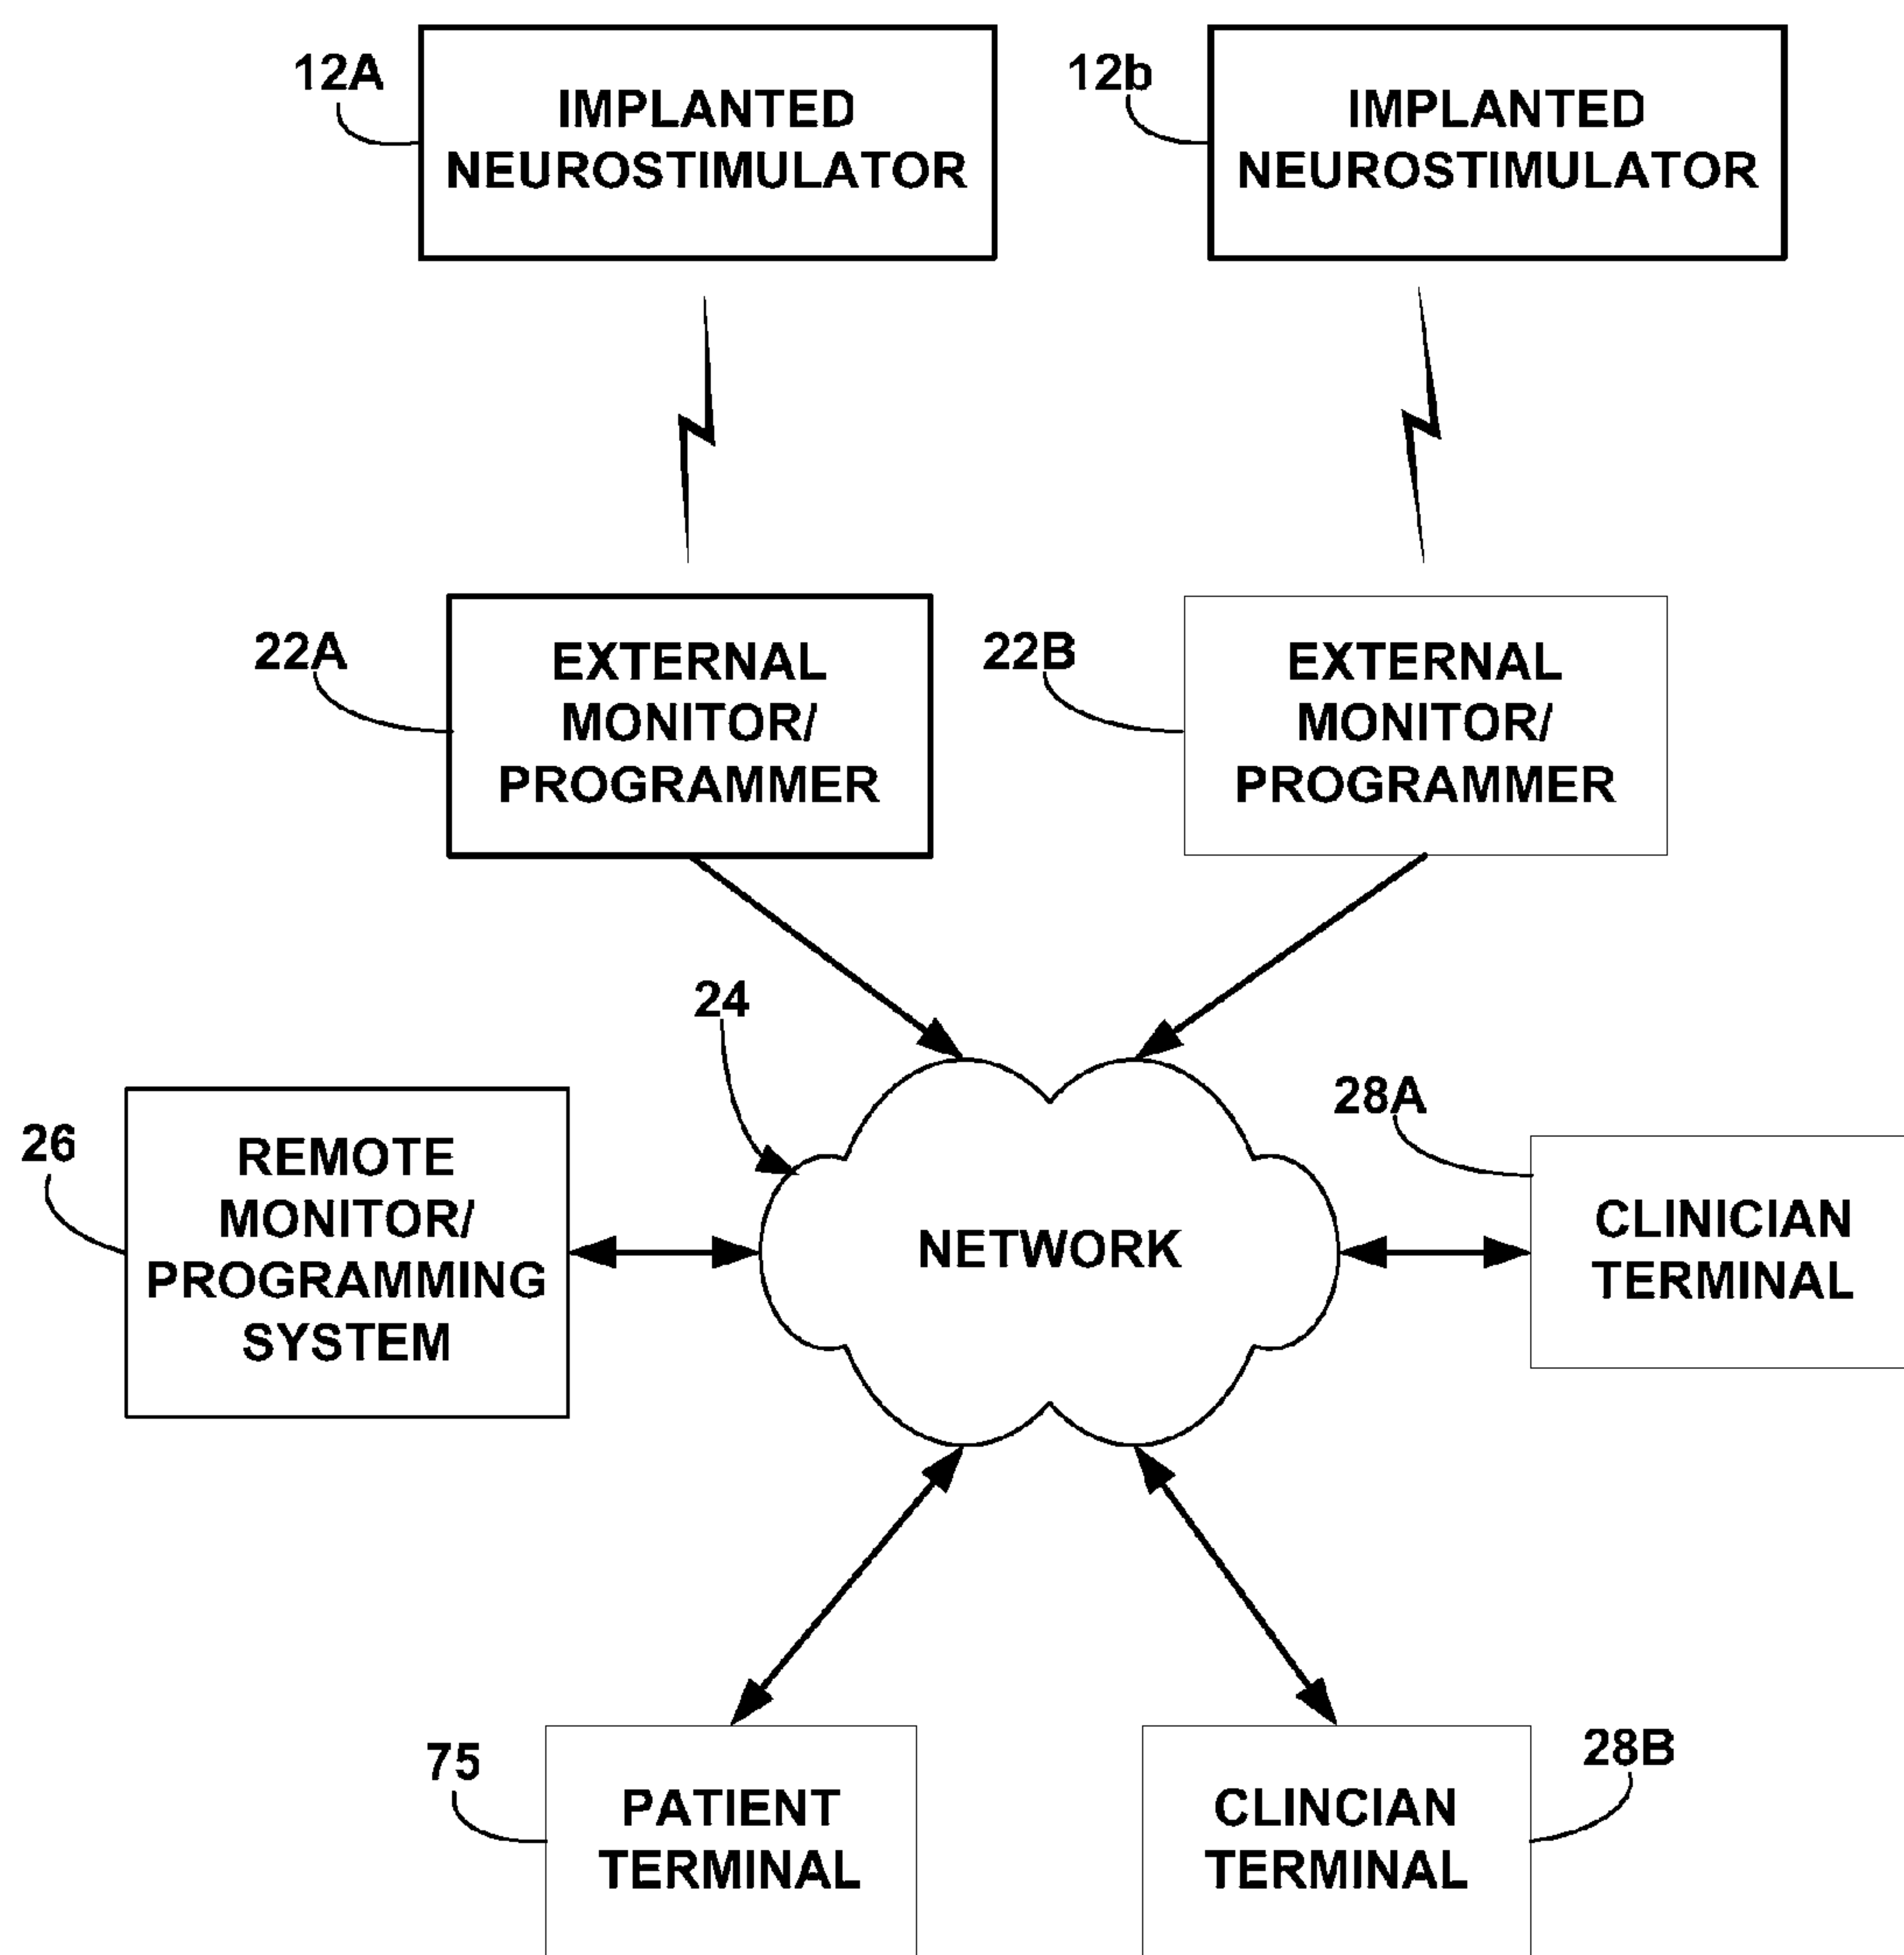 12A
IMPLANTED
NEUROSTIMULATOR
12b
IMPLANTED
NEUROSTIMULATOR
22A
EXTERNAL
MONITOR/
PROGRAMMER
22B
EXTERNAL
MONITOR/
PROGRAMMER
24
26
REMOTE
MONITOR/
PROGRAMMING
SYSTEM
NETWORK
28A
CLINICIAN
TERMINAL
75
PATIENT
TERMINAL
CLINCIAN
TERMINAL
28B